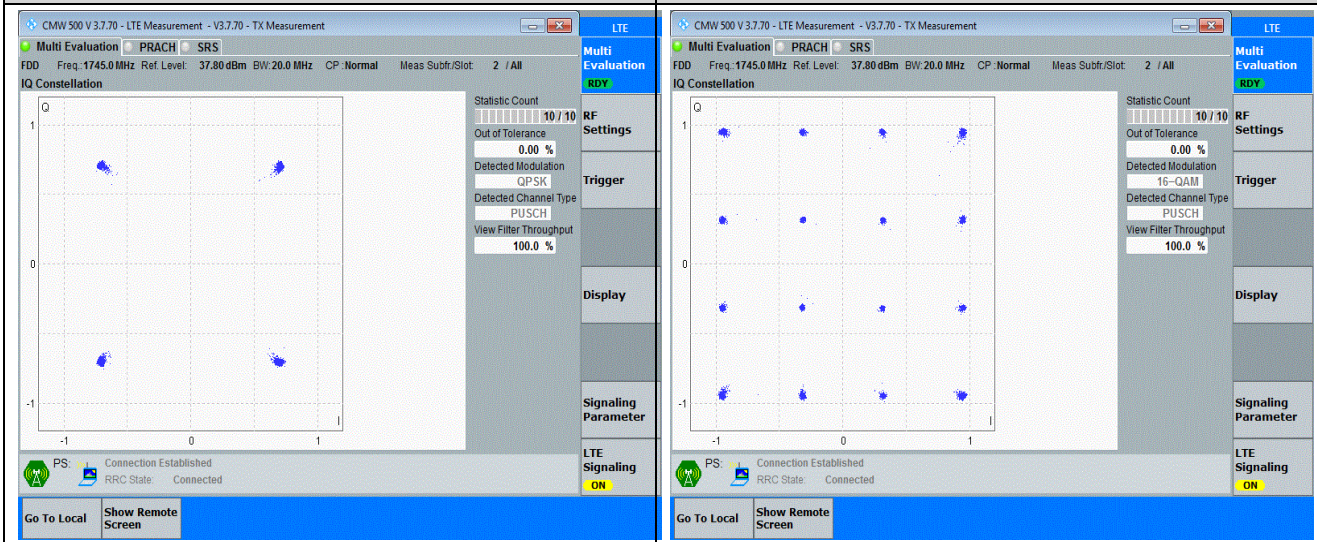 CMW 500 V 3.7.70 - LTE Measurement - V3.7.70 - TX Measurement
LTE
Multi Evaluation PRACH SRS
Multi
Evaluation
RDY
FDD Freq.:1745.0 MHz Ref. Level: 37.80 dBm BW:20.0 MHz CP :Normal Meas Subfr./Slot: 2 / All
IQ Constellation
Q
1
0
-1
I
-1 0 1
Statistic Count
10 / 10
Out of Tolerance
0.00 %
Detected Modulation
QPSK
Detected Channel Type
PUSCH
View Filter Throughput
100.0 %
RF
Settings
Trigger
Display
Signaling
Parameter
LTE
Signaling
ON
PS: Connection Established
RRC State: Connected
Go To Local
Show Remote
Screen
CMW 500 V 3.7.70 - LTE Measurement - V3.7.70 - TX Measurement
LTE
Multi Evaluation PRACH SRS
Multi
Evaluation
RDY
FDD Freq.:1745.0 MHz Ref. Level: 37.80 dBm BW:20.0 MHz CP :Normal Meas Subfr./Slot: 2 / All
IQ Constellation
Q
1
0
-1
I
-1 0 1
Statistic Count
10 / 10
Out of Tolerance
0.00 %
Detected Modulation
16-QAM
Detected Channel Type
PUSCH
View Filter Throughput
100.0 %
RF
Settings
Trigger
Display
Signaling
Parameter
LTE
Signaling
ON
PS: Connection Established
RRC State: Connected
Go To Local
Show Remote
Screen